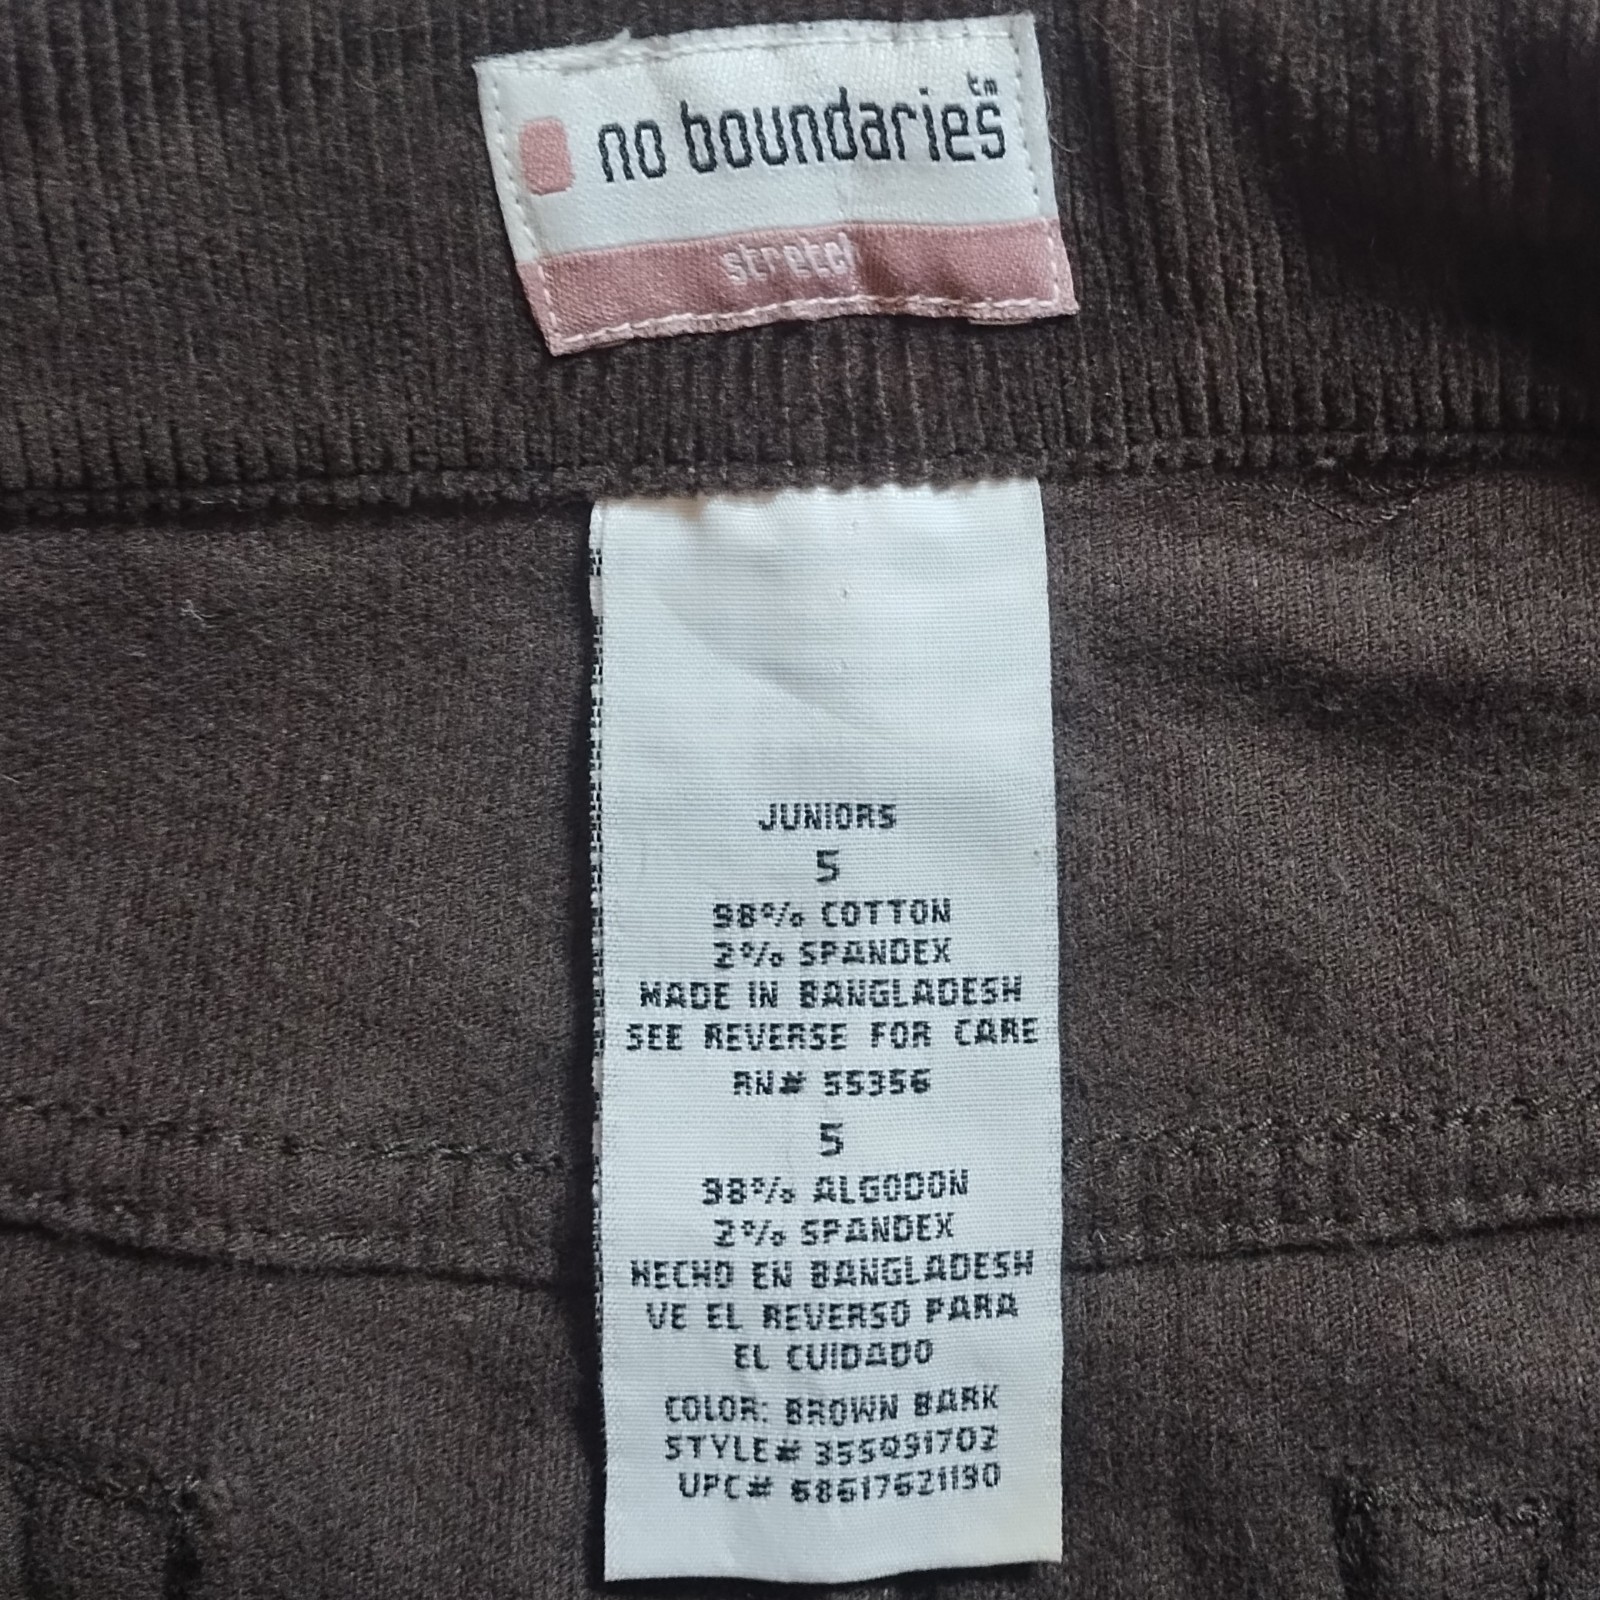 no boundaries tm
stretch
JUNIORS
5
98% COTTON
2% SPANDEX
MADE IN BANGLADESH
SEE REVERSE FOR CARE
RN# 55356
5
98% ALGODON
2% SPANDEX
HECHO EN BANGLADESH
VE EL REVERSO PARA
EL CUIDADO
COLOR: BROWN BARK
STYLE# 355Q91702
UPC# 68617621190